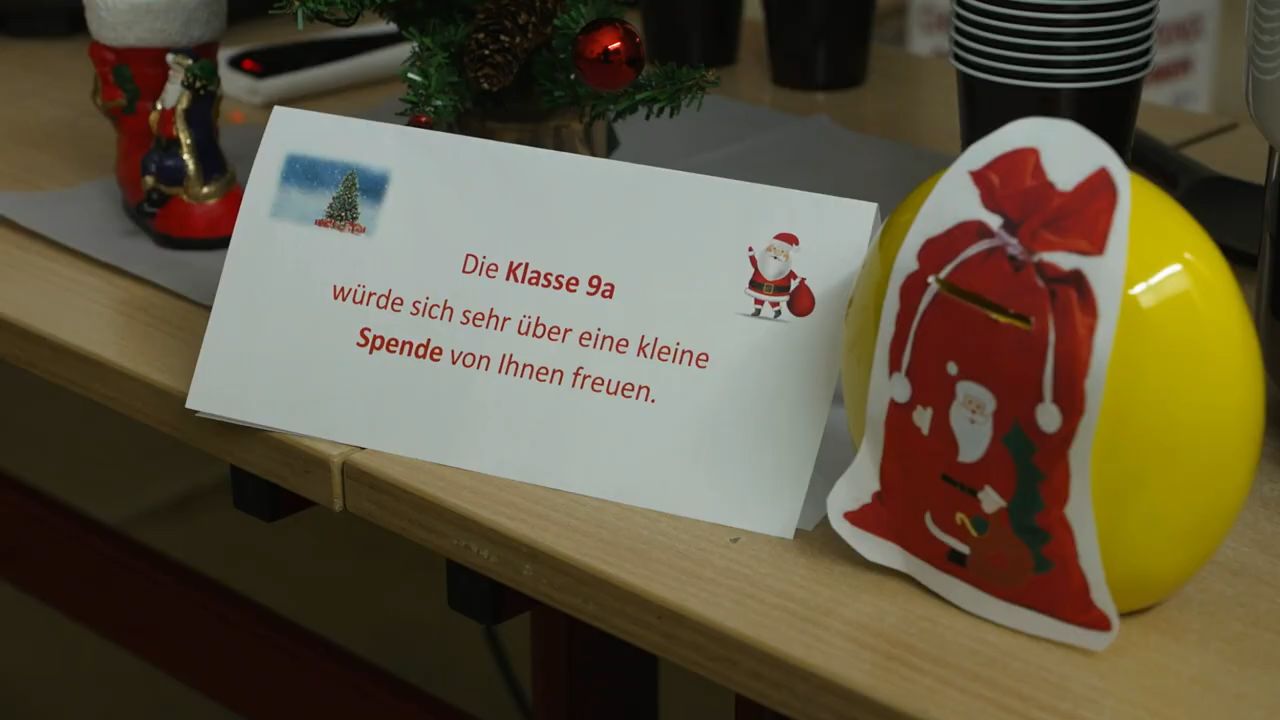 Die Klasse 9a
würde sich sehr über eine kleine
Spende von Ihnen freuen.